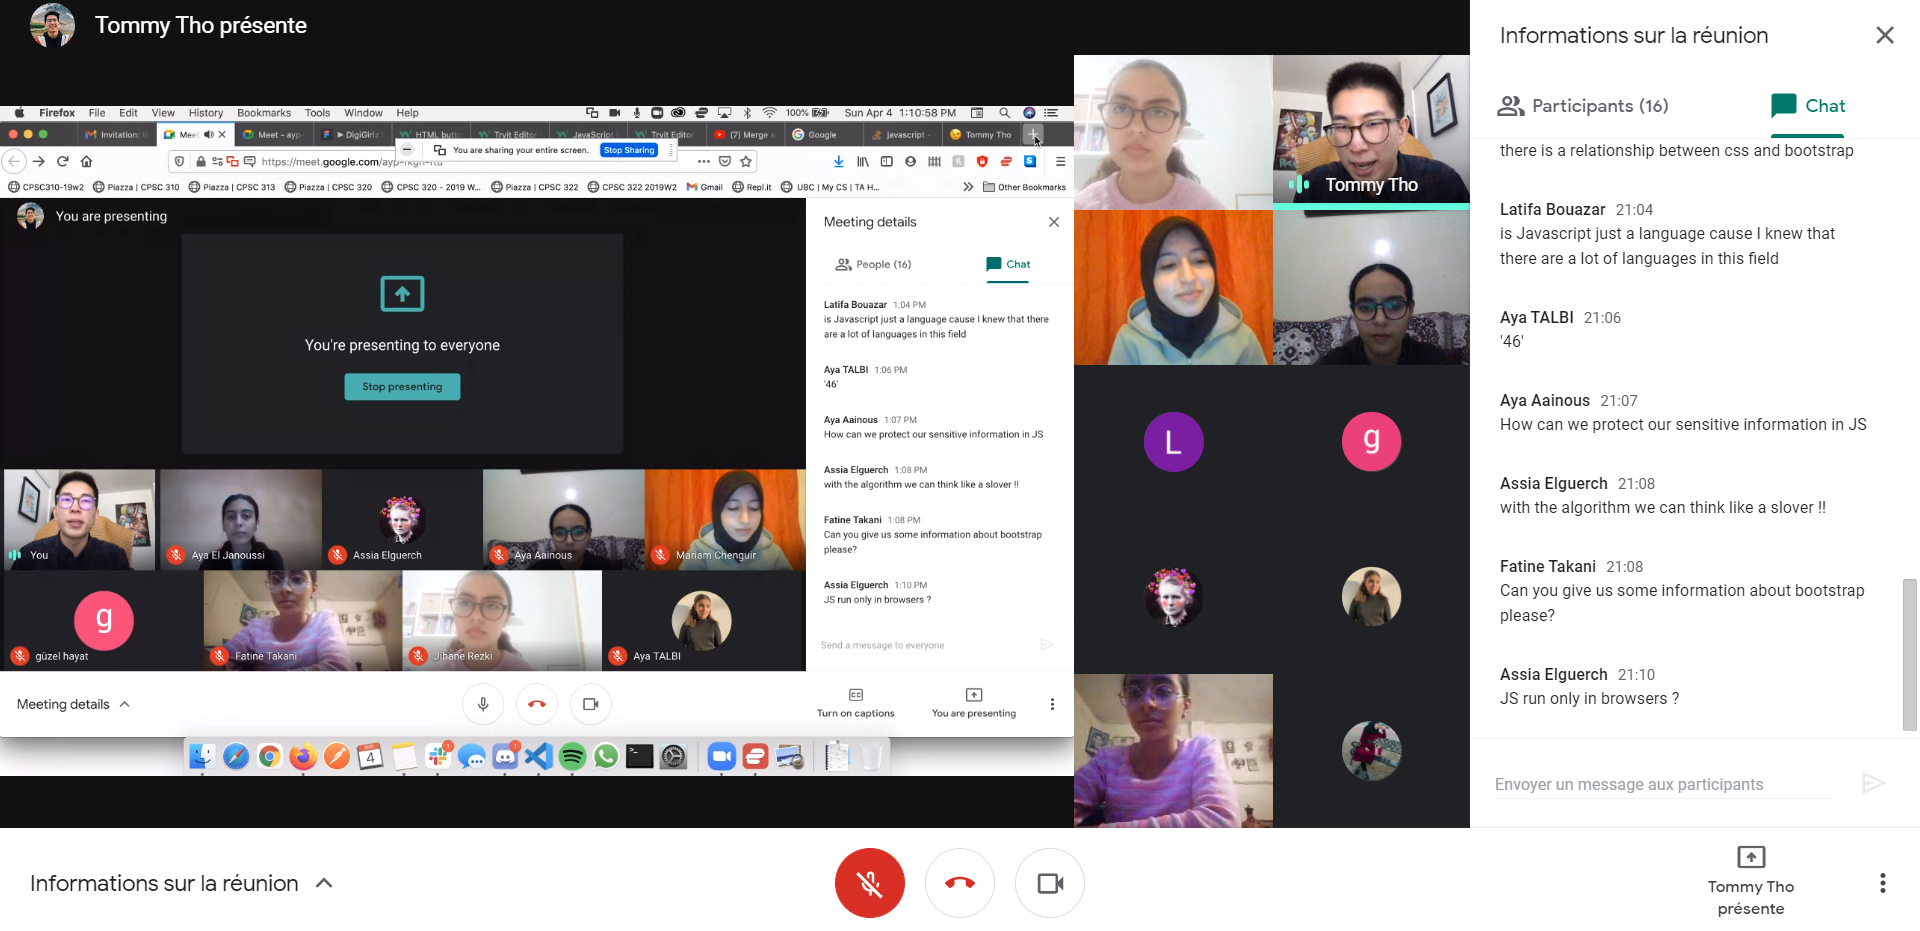 Tommy Tho présente
Firefox File Edit View History Bookmarks Tools Window Help
100% Sun Apr 4 1:10:58 PM
Invitation: W
Meet
Meet - ayp-
DigiGirlz
HTML butto
Tryit Editor
JavaScript
Tryit Editor
(7) Merge
Google
javascript -
Tommy Tho
You are sharing your entire screen. Stop Sharing
https://meet.google.com/
CPSC310-19w2
Piazza | CPSC 310
Piazza | CPSC 313
Piazza | CPSC 320
CPSC 320 - 2019 W...
Piazza | CPSC 322
CPSC 322 2019W2
Gmail
Repl.it
UBC | My CS | TA H...
Other Bookmarks
You are presenting
You're presenting to everyone
Stop presenting
You
Aya El Janoussi
Assia Elguerch
Aya Aainous
Mariam Chenguir
g
güzel hayat
Fatine Takani
Jihane Rezki
Aya TALBI
Meeting details
People (16)
Chat
Latifa Bouazar 1:04 PM
is Javascript just a language cause I knew that there
are a lot of languages in this field
Aya TALBI 1:06 PM
'46'
Aya Aainous 1:07 PM
How can we protect our sensitive information in JS
Assia Elguerch 1:08 PM
with the algorithm we can think like a slover !!
Fatine Takani 1:08 PM
Can you give us some information about bootstrap
please?
Assia Elguerch 1:10 PM
JS run only in browsers ?
Send a message to everyone
Meeting details
Turn on captions
You are presenting
4
Tommy Tho
L
g
Informations sur la réunion
Participants (16)
Chat
there is a relationship between css and bootstrap
Latifa Bouazar 21:04
is Javascript just a language cause I knew that
there are a lot of languages in this field
Aya TALBI 21:06
'46'
Aya Aainous 21:07
How can we protect our sensitive information in JS
Assia Elguerch 21:08
with the algorithm we can think like a slover !!
Fatine Takani 21:08
Can you give us some information about bootstrap
please?
Assia Elguerch 21:10
JS run only in browsers ?
Envoyer un message aux participants
Informations sur la réunion
Tommy Tho
présente